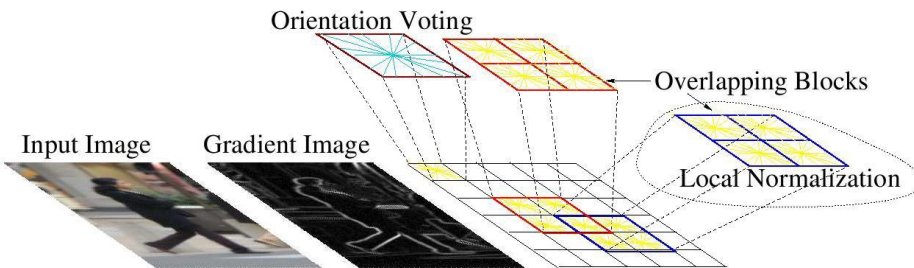 Orientation Voting
Overlapping Blocks
Input Image
Gradient Image
Local Normalization